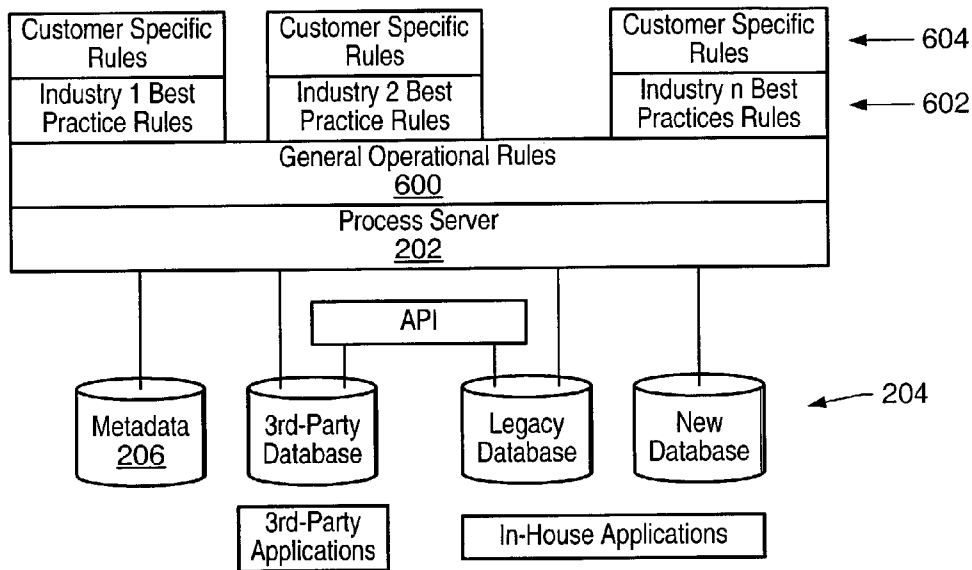 Customer Specific
Rules
Customer Specific
Rules
Customer Specific
Rules
604
Industry 1 Best
Practice Rules
Industry 2 Best
Practice Rules
Industry n Best
Practices Rules
602
General Operational Rules
600
Process Server
202
API
Metadata
206
3rd-Party
Database
Legacy
Database
New
Database
204
3rd-Party
Applications
In-House Applications